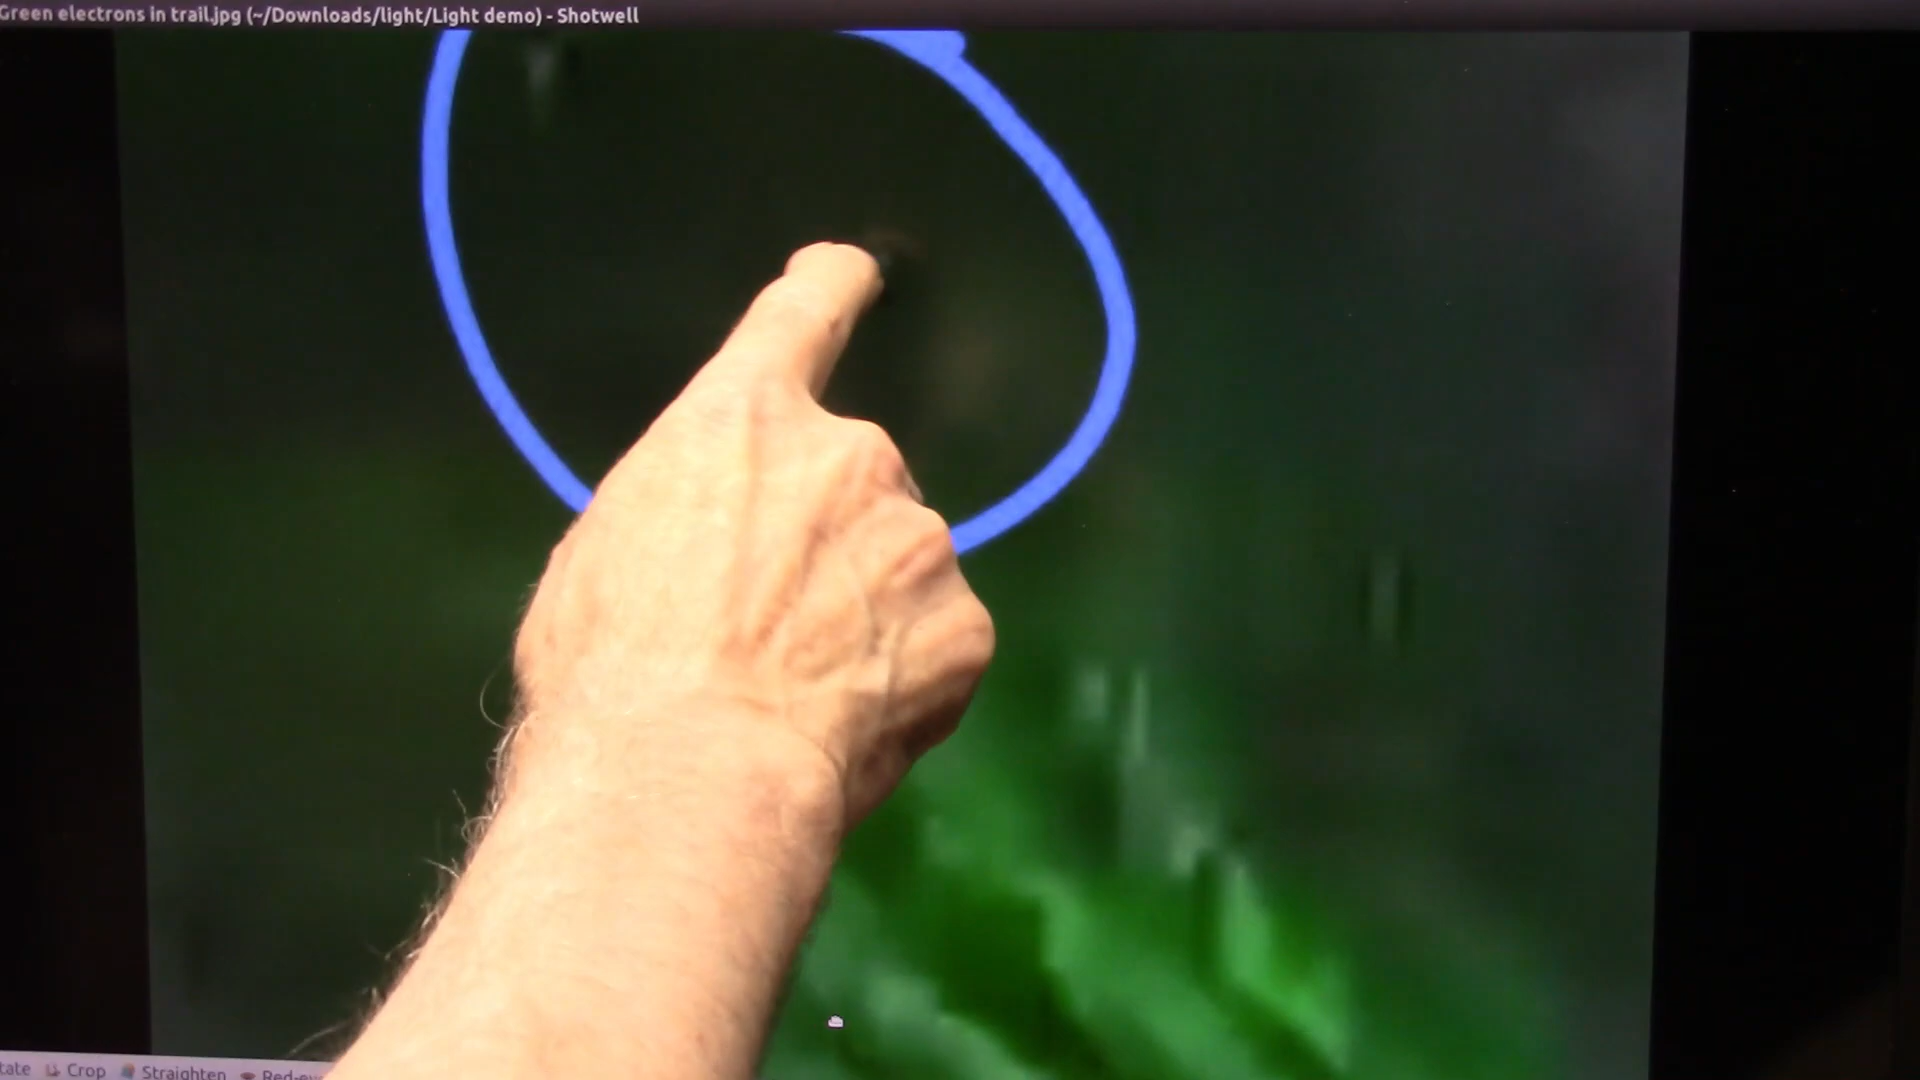 Green electrons in trail.jpg (~/Downloads/light/Light demo) - Shotwell
Crop Straighten